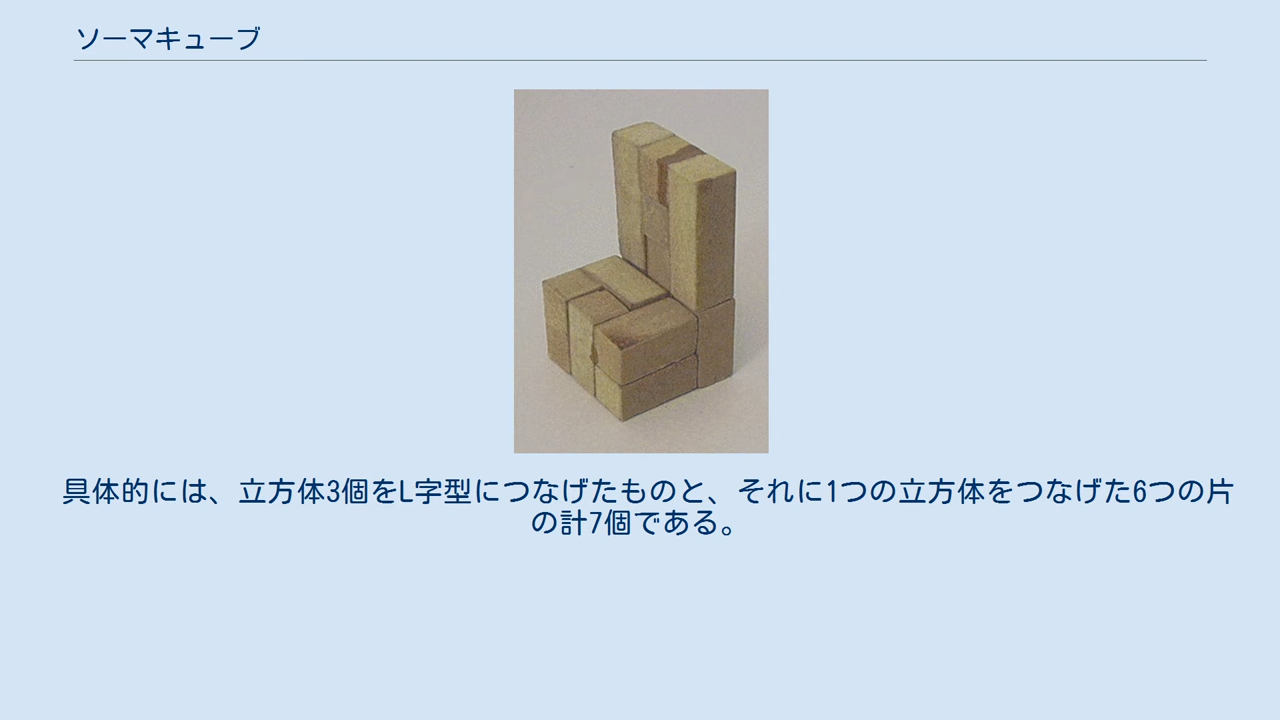 ソーマキューブ
具体的には、立方体3個をL字型につなげたものと、それに1つの立方体をつなげた6つの片
の計7個である。